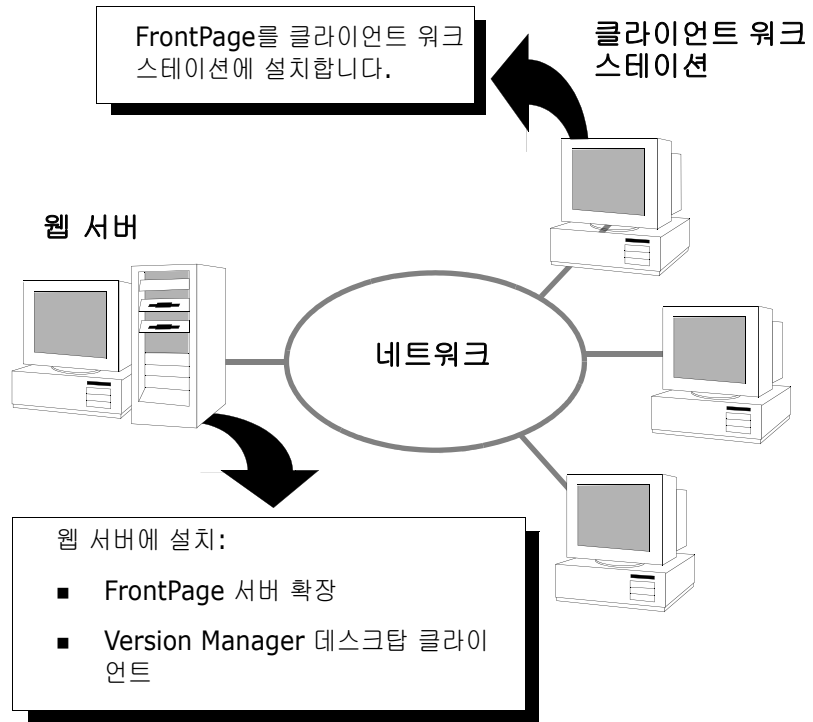 FrontPage를 클라이언트 워크
스테이션에 설치합니다.
클라이언트 워크
스테이션
웹 서버
네트워크
웹 서버에 설치:
■ FrontPage 서버 확장
■ Version Manager 데스크탑 클라이
언트